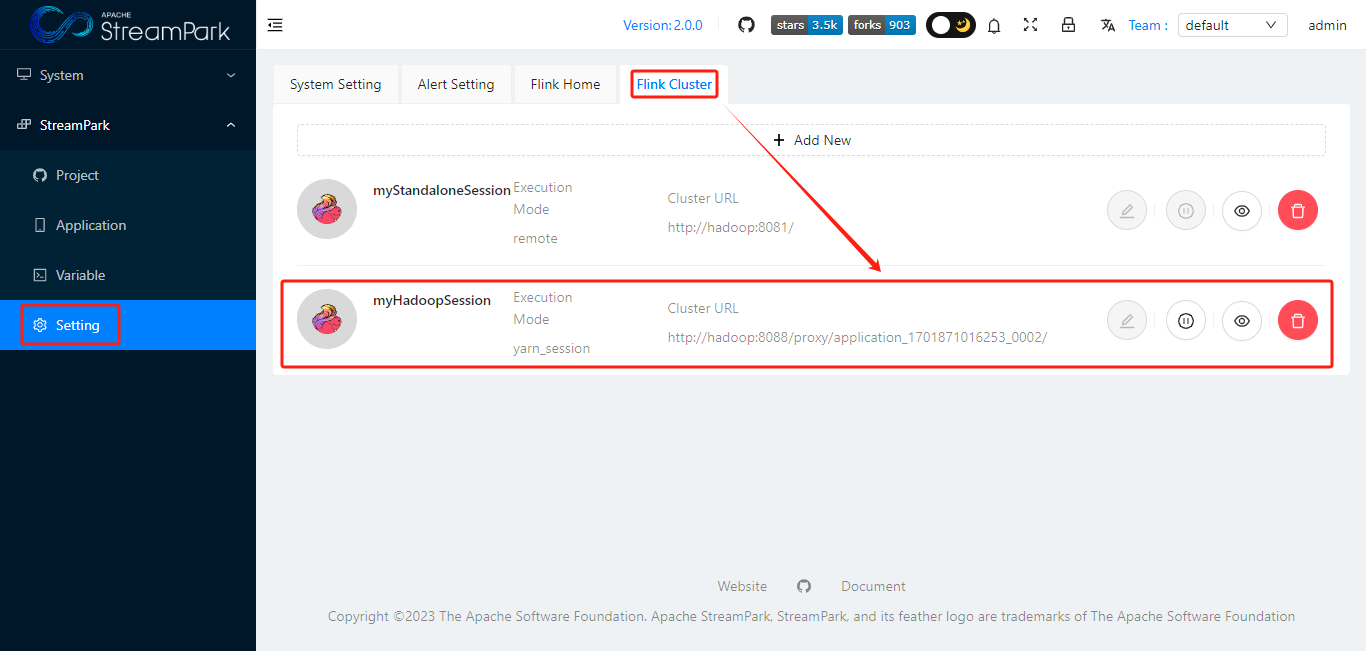 APACHE
StreamPark
Version: 2.0.0
stars 3.5k forks 903
Team :
default
admin
System
StreamPark
Project
Application
Variable
Setting
System Setting
Alert Setting
Flink Home
Flink Cluster
Add New
myStandaloneSession
Execution
Mode
remote
Cluster URL
http://hadoop:8081/
myHadoopSession
Execution
Mode
yarn_session
Cluster URL
http://hadoop:8088/proxy/application_1701871016253_0002/
Website
Document
Copyright ©2023 The Apache Software Foundation. Apache StreamPark, StreamPark, and its feather logo are trademarks of The Apache Software Foundation